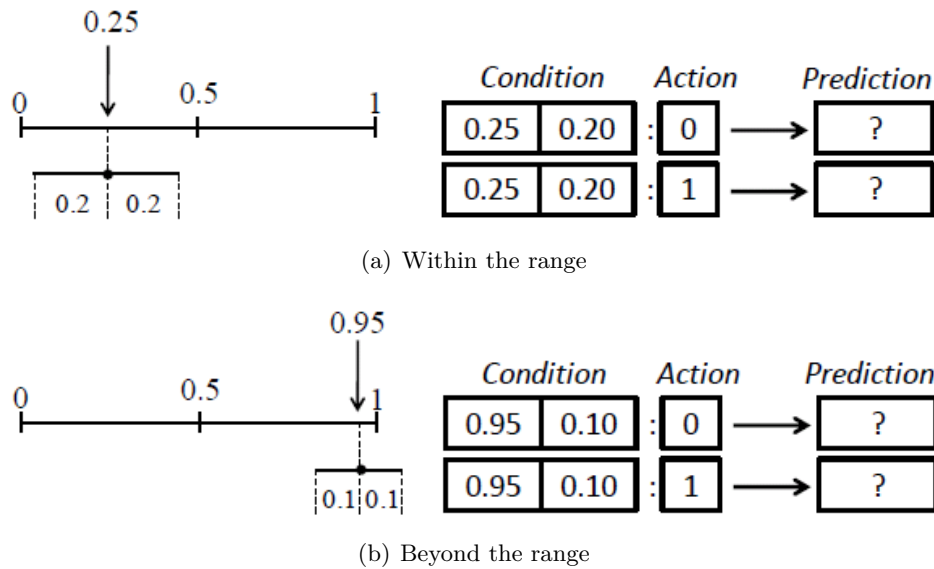 0.25
0 0.5 1
0.2 0.2
Condition Action Prediction
0.25 0.20 : 0 ?
0.25 0.20 : 1 ?
(a) Within the range
0.95
0 0.5 1
0.1 0.1
Condition Action Prediction
0.95 0.10 : 0 ?
0.95 0.10 : 1 ?
(b) Beyond the range